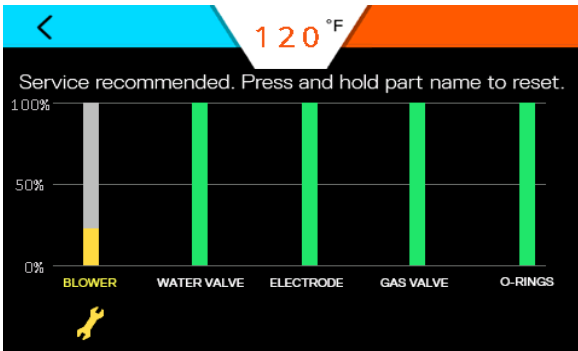 120 °F
Service recommended. Press and hold part name to reset.
100%
50%
0%
BLOWER WATER VALVE ELECTRODE GAS VALVE O-RINGS